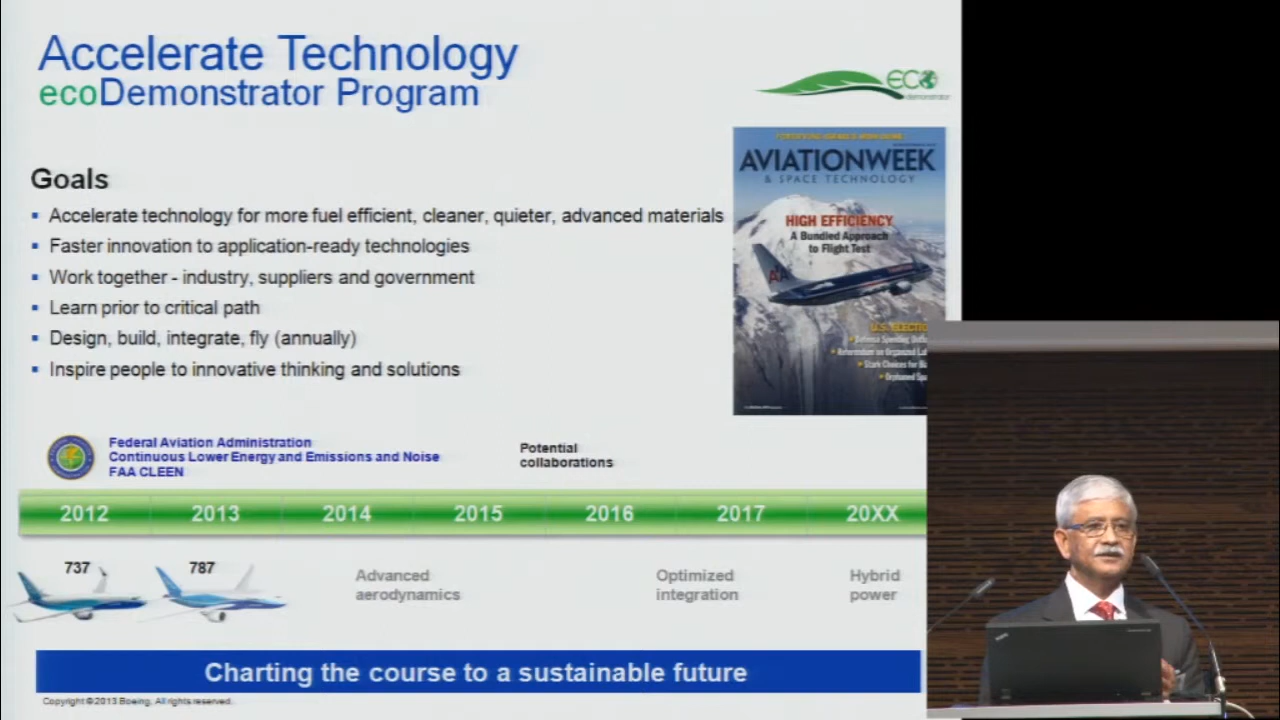 Accelerate Technology
ecoDemonstrator Program
ECO
demonstrator
AVIATIONWEEK
& SPACE TECHNOLOGY
HIGH EFFICIENCY
A Bundled Approach
to Flight Test
AA
U.S. ELECTIO
Goals
▪ Accelerate technology for more fuel efficient, cleaner, quieter, advanced materials
▪ Faster innovation to application-ready technologies
▪ Work together - industry, suppliers and government
▪ Learn prior to critical path
▪ Design, build, integrate, fly (annually)
▪ Inspire people to innovative thinking and solutions
Federal Aviation Administration
Continuous Lower Energy and Emissions and Noise
FAA CLEEN
Potential
collaborations
2012 2013 2014 2015 2016 2017 20XX
737 787
Advanced
aerodynamics
Optimized
integration
Hybrid
power
Charting the course to a sustainable future
Copyright © 2013 Boeing. All rights reserved.